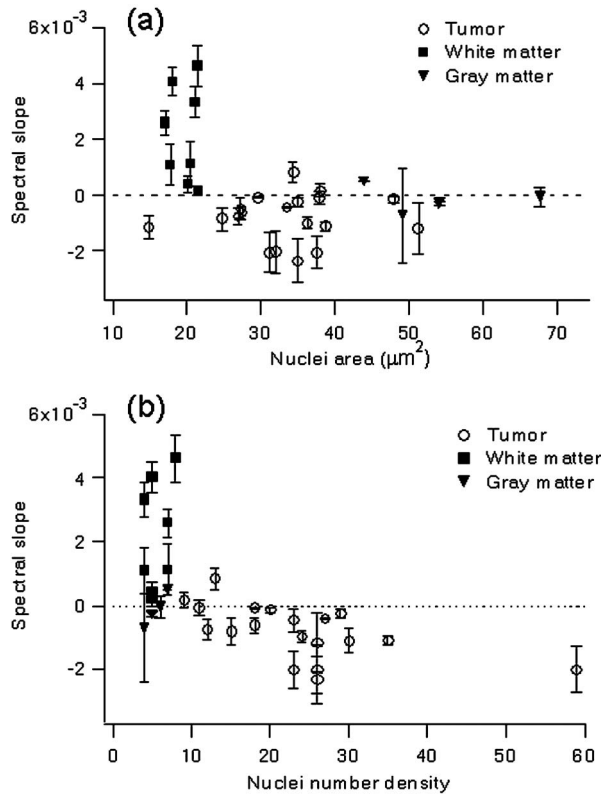 6x10⁻³
(a)
Tumor
White matter
Gray matter
4
2
0
-2
Spectral slope
10 20 30 40 50 60 70
Nuclei area (μm²)
6x10⁻³
(b)
Tumor
White matter
Gray matter
4
2
0
-2
Spectral slope
0 10 20 30 40 50 60
Nuclei number density